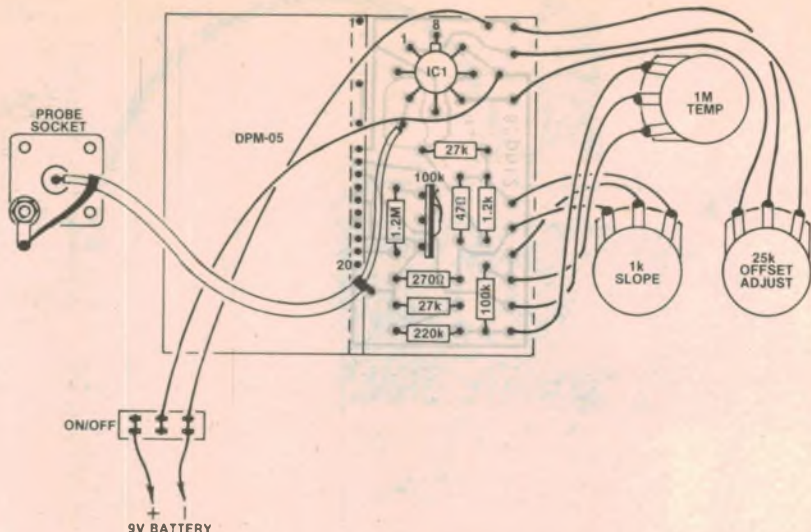 1
8
1
IC1
1M
TEMP
PROBE
SOCKET
DPM-05
27k
100k
1.2M
47Ω
1.2k
20
270Ω
27k
100k
220k
1k
SLOPE
25k
OFFSET
ADJUST
ON/OFF
+ −
9V BATTERY